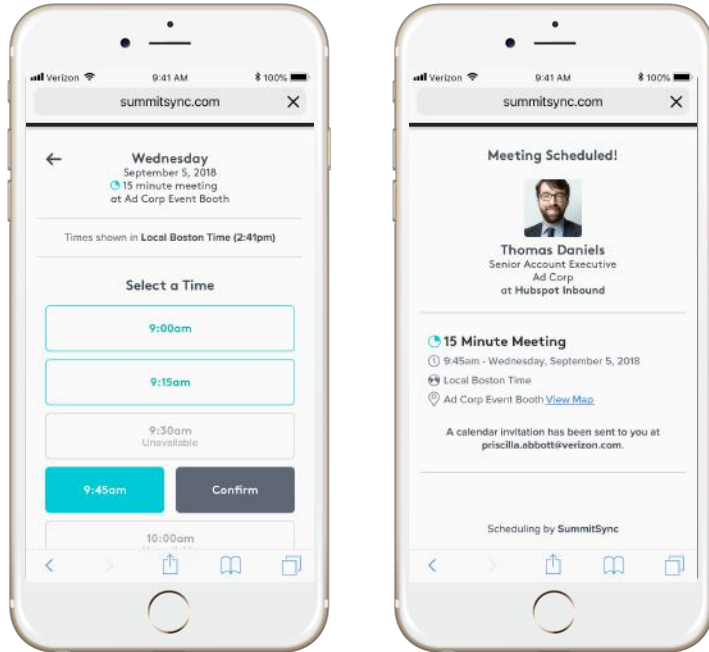 Verizon 9:41 AM 100%
summitsync.com
Wednesday
September 5, 2018
15 minute meeting
at Ad Corp Event Booth
Times shown in Local Boston Time (2:41pm)
Select a Time
9:00am
9:15am
9:30am
Unavailable
9:45am Confirm
10:00am
Verizon 9:41 AM 100%
summitsync.com
Meeting Scheduled!
Thomas Daniels
Senior Account Executive
Ad Corp
at Hubspot Inbound
15 Minute Meeting
9:45am - Wednesday, September 5, 2018
Local Boston Time
Ad Corp Event Booth View Map
A calendar invitation has been sent to you at
priscilla.abbott@verizon.com.
Scheduling by SummitSync